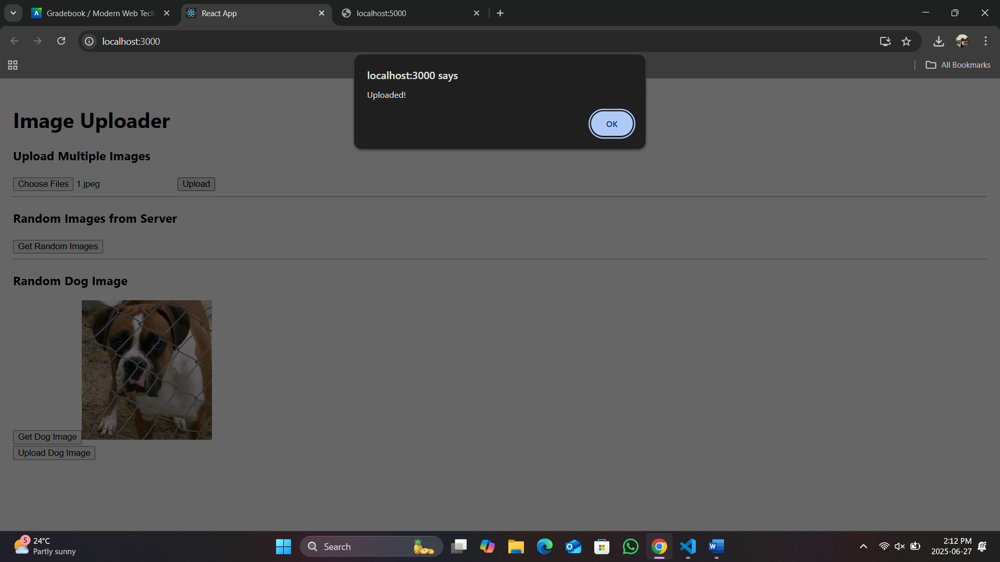 Gradebook / Modern Web Tech
React App
localhost:5000
localhost:3000
All Bookmarks
localhost:3000 says
Uploaded!
OK
Image Uploader
Upload Multiple Images
Choose Files 1.jpeg Upload
Random Images from Server
Get Random Images
Random Dog Image
Get Dog Image
Upload Dog Image
5
24°C
Partly sunny
Search
2:12 PM
2025-06-27